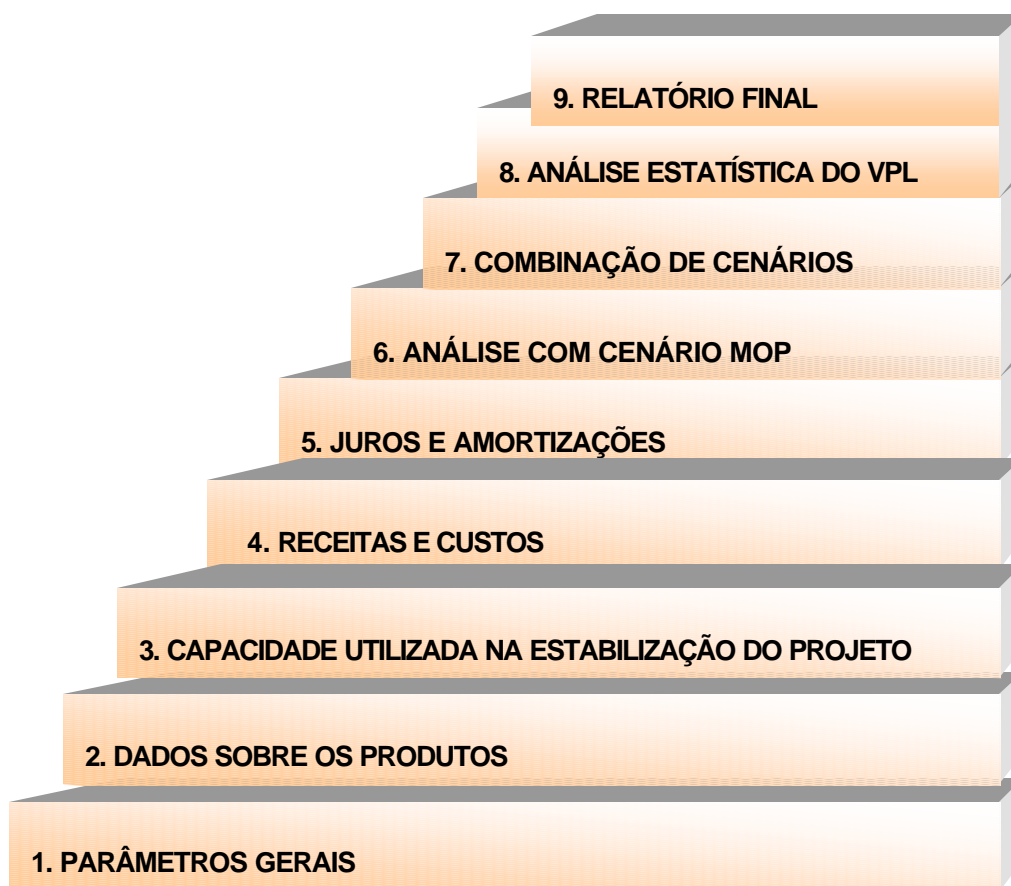 9. RELATÓRIO FINAL
8. ANÁLISE ESTATÍSTICA DO VPL
7. COMBINAÇÃO DE CENÁRIOS
6. ANÁLISE COM CENÁRIO MOP
5. JUROS E AMORTIZAÇÕES
4. RECEITAS E CUSTOS
3. CAPACIDADE UTILIZADA NA ESTABILIZAÇÃO DO PROJETO
2. DADOS SOBRE OS PRODUTOS
1. PARÂMETROS GERAIS